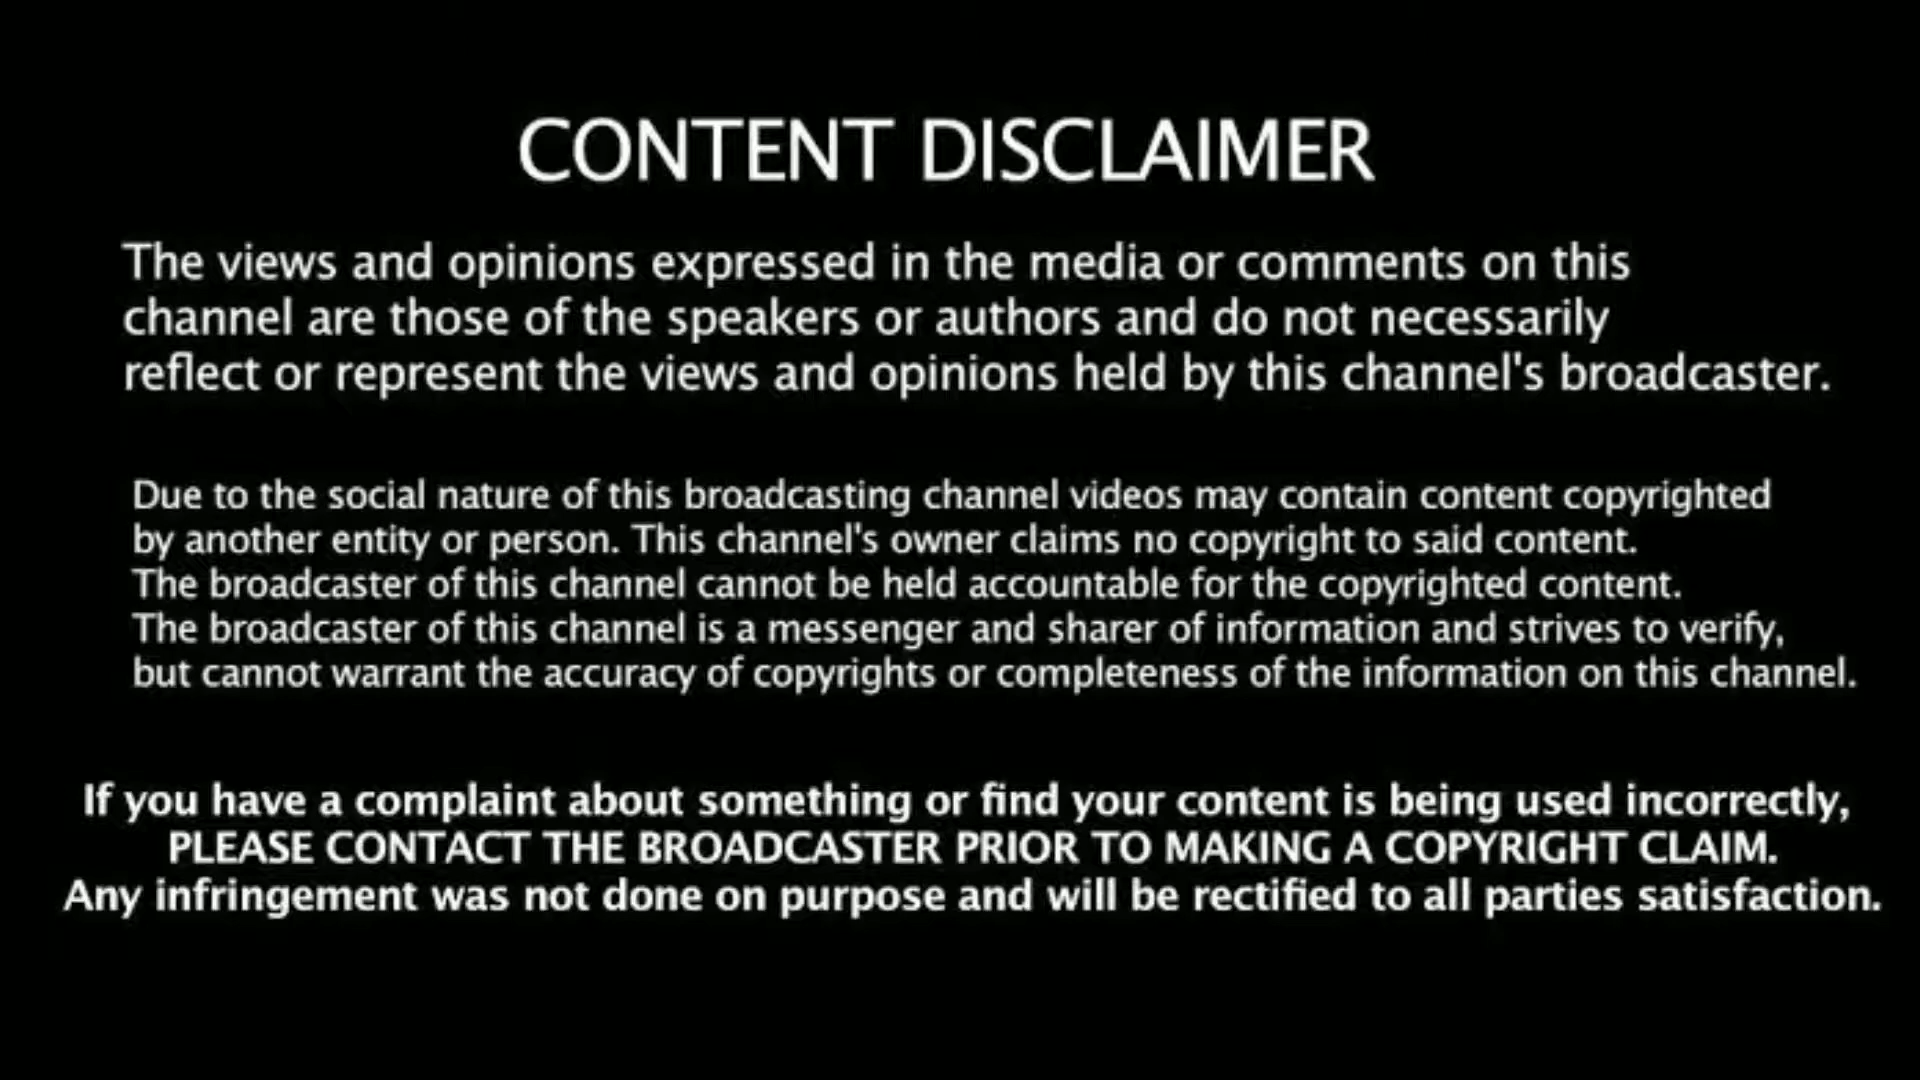 CONTENT DISCLAIMER
The views and opinions expressed in the media or comments on this
channel are those of the speakers or authors and do not necessarily
reflect or represent the views and opinions held by this channel's broadcaster.
Due to the social nature of this broadcasting channel videos may contain content copyrighted
by another entity or person. This channel's owner claims no copyright to said content.
The broadcaster of this channel cannot be held accountable for the copyrighted content.
The broadcaster of this channel is a messenger and sharer of information and strives to verify,
but cannot warrant the accuracy of copyrights or completeness of the information on this channel.
If you have a complaint about something or find your content is being used incorrectly,
PLEASE CONTACT THE BROADCASTER PRIOR TO MAKING A COPYRIGHT CLAIM.
Any infringement was not done on purpose and will be rectified to all parties satisfaction.